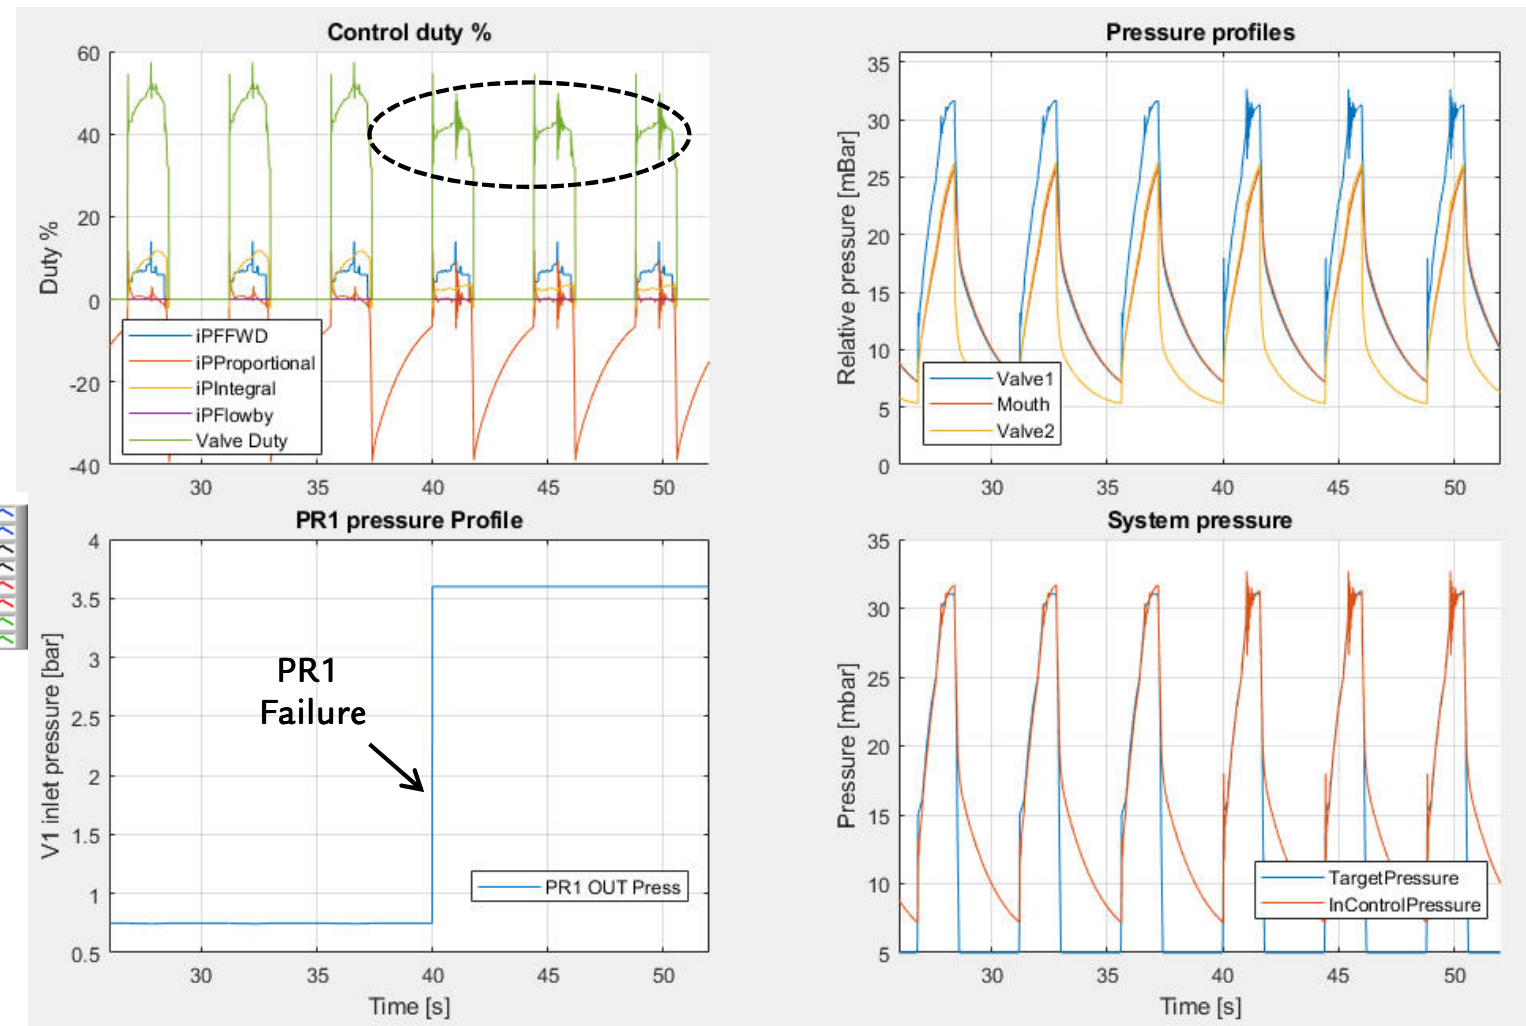 Control duty %
60
40
20
0
-20
-40
Duty %
iPFFWD
iPProportional
iPIntegral
iPFlowby
Valve Duty
30 35 40 45 50
Pressure profiles
35
30
25
20
15
10
5
0
Relative pressure [mBar]
Valve1
Mouth
Valve2
30 35 40 45 50
PR1 pressure Profile
4
3.5
3
2.5
2
1.5
1
0.5
V1 inlet pressure [bar]
PR1
Failure
PR1 OUT Press
30 35 40 45 50
Time [s]
System pressure
35
30
25
20
15
10
5
Pressure [mbar]
TargetPressure
InControlPressure
30 35 40 45 50
Time [s]